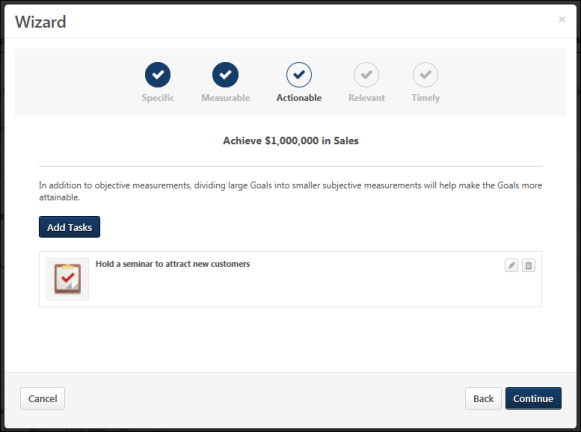 Wizard
Specific Measurable Actionable Relevant Timely
Achieve $1,000,000 in Sales
In addition to objective measurements, dividing large Goals into smaller subjective measurements will help make the Goals more
attainable.
Add Tasks
Hold a seminar to attract new customers
Cancel Back Continue